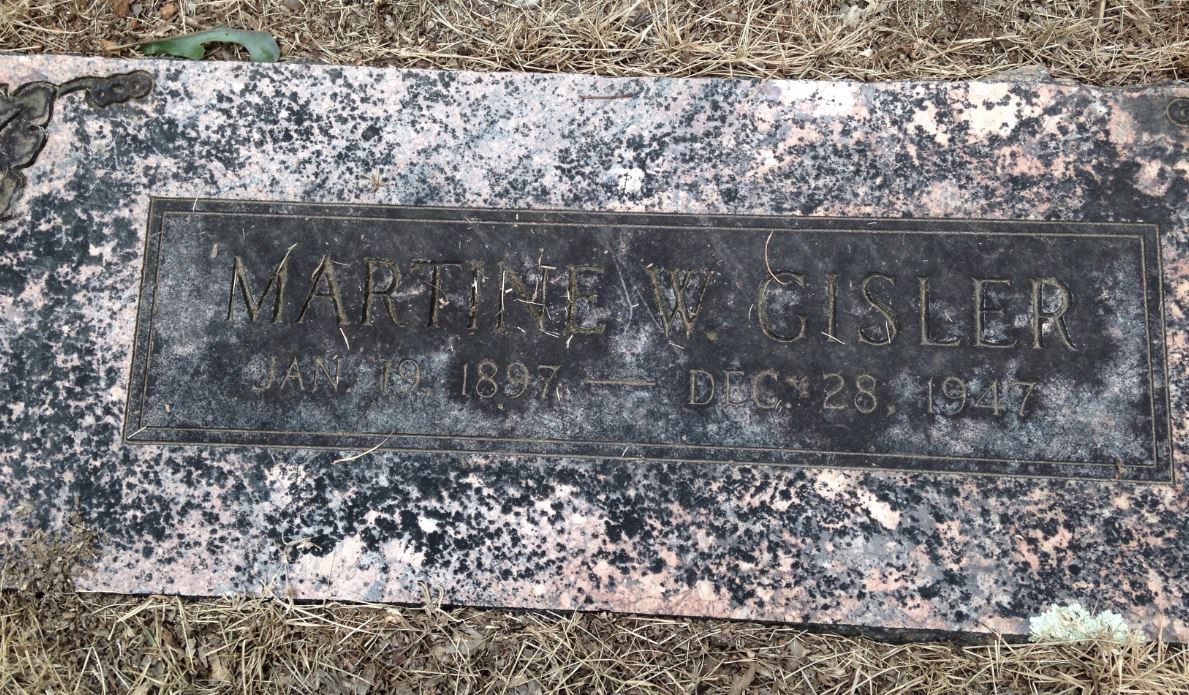 MARTINE W. GISLER
JAN. 19, 1897 — DEC. 28, 1947